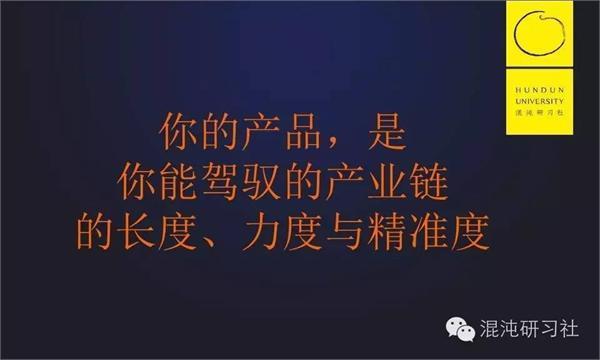 HUNDUN
UNIVERSITY
混沌研习社
你的产品，是
你能驾驭的产业链
的长度、力度与精准度
混沌研习社